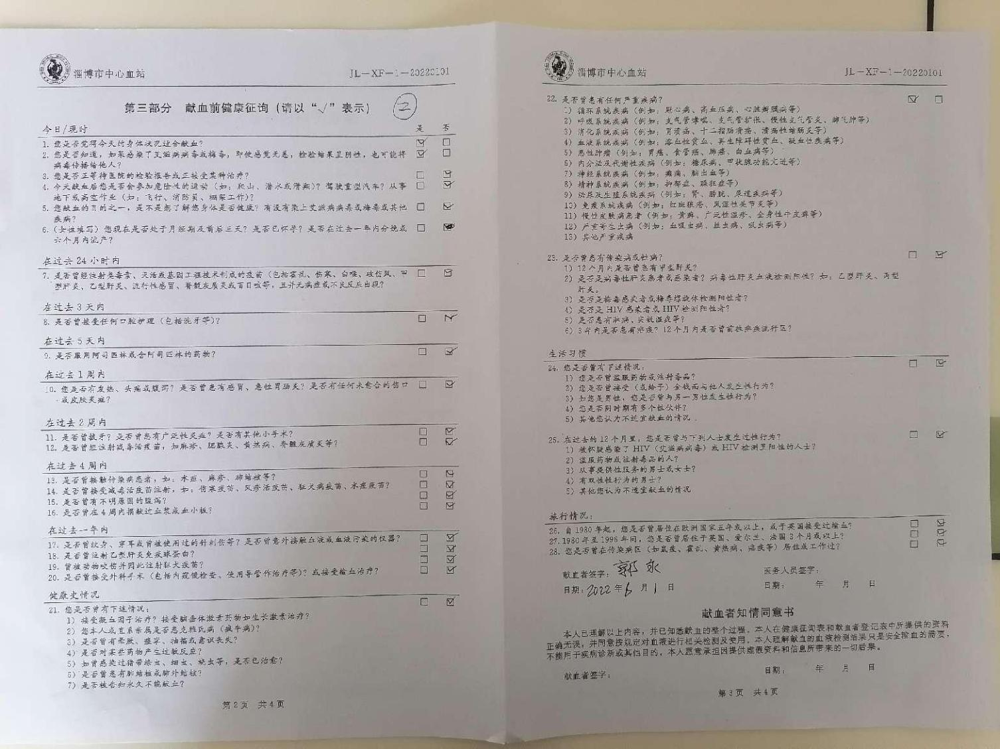 淄博市中心血站
JL-XF-1-20220101
第三部分 献血前健康征询(请以“√”表示) 2
今日/现时 是 否
1. 您是否觉得今天的身体状况适合献血?
2. 您是否知道,如果感染了艾滋病病毒或梅毒,即使感觉无恙,检验结果呈阴性,也可能将
病毒传播给他人?
3. 您是否正等待医院的检验报告或正接受某种治疗?
4. 今天献血后您是否会参加危险性的运动(如:爬山、潜水或滑翔)?驾驶重型汽车?从事
地下或高空作业(如:飞行、消防员、棚架工作)?
5. 您献血的目的之一,是不是想了解您身体是否健康?有没有染上艾滋病病毒或梅毒或其他
疾病?
6. (女性填写)您现在是否处于月经期及前后三天?是否已怀孕?是否在过去一年内分娩或
六个月内流产?
在过去24小时内
7. 是否曾经注射类毒素、灭活或基因工程技术制成的疫苗(包括霍乱、伤寒、白喉、破伤风、甲
型肝炎、乙型肝炎、流行性感冒、脊髓灰质炎或百日咳等,且并无病症或不良反应出现?
在过去3天内
8. 是否曾接受任何口腔护理(包括洗牙等)?
在过去5天内
9. 是否服用阿司匹林或含阿司匹林的药物?
在过去1周内
10. 您是否有发热、头痛或腹泻?是否曾患有感冒、急性胃肠炎?是否有任何未愈合的伤口
或皮肤炎症?
在过去2周内
11. 是否曾拔牙?是否曾患有广泛性炎症?是否有其他小手术?
12. 是否曾经注射减毒活疫苗,如麻疹、腮腺炎、黄热病、脊髓灰质炎等?
在过去4周内
13. 是否曾接触传染病患者,如:水痘、麻疹、肺结核等?
14. 是否曾接受减毒活疫苗注射,如:伤寒疫苗、风疹活疫苗、狂犬病疫苗、水痘疫苗?
15. 是否曾有不明原因的腹泻?
16. 是否曾在4周内捐献过血浆或血小板?
在过去一年内
17. 是否曾纹身、穿耳或曾被使用过的针刺伤等?是否曾意外接触血液或血液污染的仪器?
18. 是否曾注射乙型肝炎免疫球蛋白?
19. 曾被动物咬伤并因此注射狂犬疫苗?
20. 是否曾接受外科手术(包括内窥镜检查、使用导管作治疗等)?或接受输血治疗?
健康史情况
21. 您是否曾有下述情况:
1) 接受凝血因子治疗?接受脑垂体激素药物如生长激素治疗?
2) 您本人或直系亲属是否患克雅氏病(疯牛病)?
3) 是否曾有晕厥、痉挛、抽搐或意识丧失?
4) 是否对某些药物产生过敏反应?
5) 如曾感染过猪带绦虫、蛔虫、蛲虫等,是否已治愈?
6) 是否曾患有肺结核或肺外结核?
7) 是否被告知永久不能献血?
第2页 共4页
淄博市中心血站
JL-XF-1-20220101
22. 是否曾患有任何严重疾病?
1) 循环系统疾病(例如:冠心病、高血压病、心脏瓣膜病等)
2) 呼吸系统疾病(例如:支气管哮喘、支气管扩张、慢性支气管炎、肺气肿等)
3) 消化系统疾病(例如:胃溃疡、十二指肠溃疡、溃疡性结肠炎等)
4) 血液系统疾病(例如:溶血性贫血、再生障碍性贫血、凝血性疾病等)
5) 恶性肿瘤(例如:胃癌、食管癌、肺癌、白血病等)
6) 内分泌及代谢性疾病(例如:糖尿病、甲状腺功能亢进等)
7) 神经系统疾病(例如:癫痫、脑出血等)
8) 精神系统疾病(例如:抑郁症、躁狂症等)
9) 泌尿及生殖系统疾病(例如:肾、膀胱、尿道疾病等)
10) 免疫系统疾病(例如:红斑狼疮、风湿性关节炎等)
11) 慢性皮肤病患者(例如:黄癣、广泛性湿疹、全身性牛皮癣等)
12) 严重寄生虫病(例如:血吸虫病、丝虫病、吸虫病等)
13) 其他严重疾病
23. 是否曾患有传染病或性病?
1) 12个月内是否曾患有甲型肝炎?
2) 是否是病毒性肝炎患者或感染者?病毒性肝炎血液检测阳性?如:乙型肝炎、丙型
肝炎。
3) 是否是梅毒感染者或梅毒螺旋体检测阳性者?
4) 是否是HIV感染者或HIV检测阳性者?
5) 是否患有淋病、尖锐湿疣等?
6) 3年内是否患有疟疾?12个月内是否曾前往疟疾流行区?
生活习惯
24. 您是否曾有下述情况:
1) 您是否曾滥服药物或注射毒品?
2) 您是否曾接受(或给予)金钱而与他人发生性行为?
3) 如您是男性,您是否曾与另一男性发生性行为?
4) 您是否同时期有多个性伙伴?
5) 其他您认为不适宜献血的情况.
25. 在过去的12个月里,您是否曾与下列人士发生过性行为?
1) 被怀疑感染了HIV(艾滋病病毒)或HIV检测呈阳性的人士?
2) 滥服药物或注射毒品的人?
3) 从事提供性服务的男士或女士?
4) 有双性性行为的男士?
5) 其他您认为不适宜献血的情况
旅行情况:
26. 自1980年起,您是否曾居住在欧洲国家五年或以上,或于英国接受过输血?
27. 1980年至1996年间,您是否曾居住于英国、爱尔兰、法国3个月或以上?
28. 您是否曾在传染病区(如鼠疫、霍乱、黄热病、疟疾等)居住或工作过?
献血者签字: 郭永 医务人员签字:
日期: 2022年6月1日 日期: 年 月 日
献血者知情同意书
本人已理解以上内容,并已知悉献血的整个过程。本人在健康征询表和献血者登记表中所提供的资料
正确无误,并同意按规定对血液进行相关检测及使用。本人理解献血的血液检测结果只是安全输血的需要,
不能用于疾病诊断或其他目的。本人愿意承担因提供虚假资料和信息所带来的一切后果。
献血者签字: 日期: 年 月 日
第3页 共4页